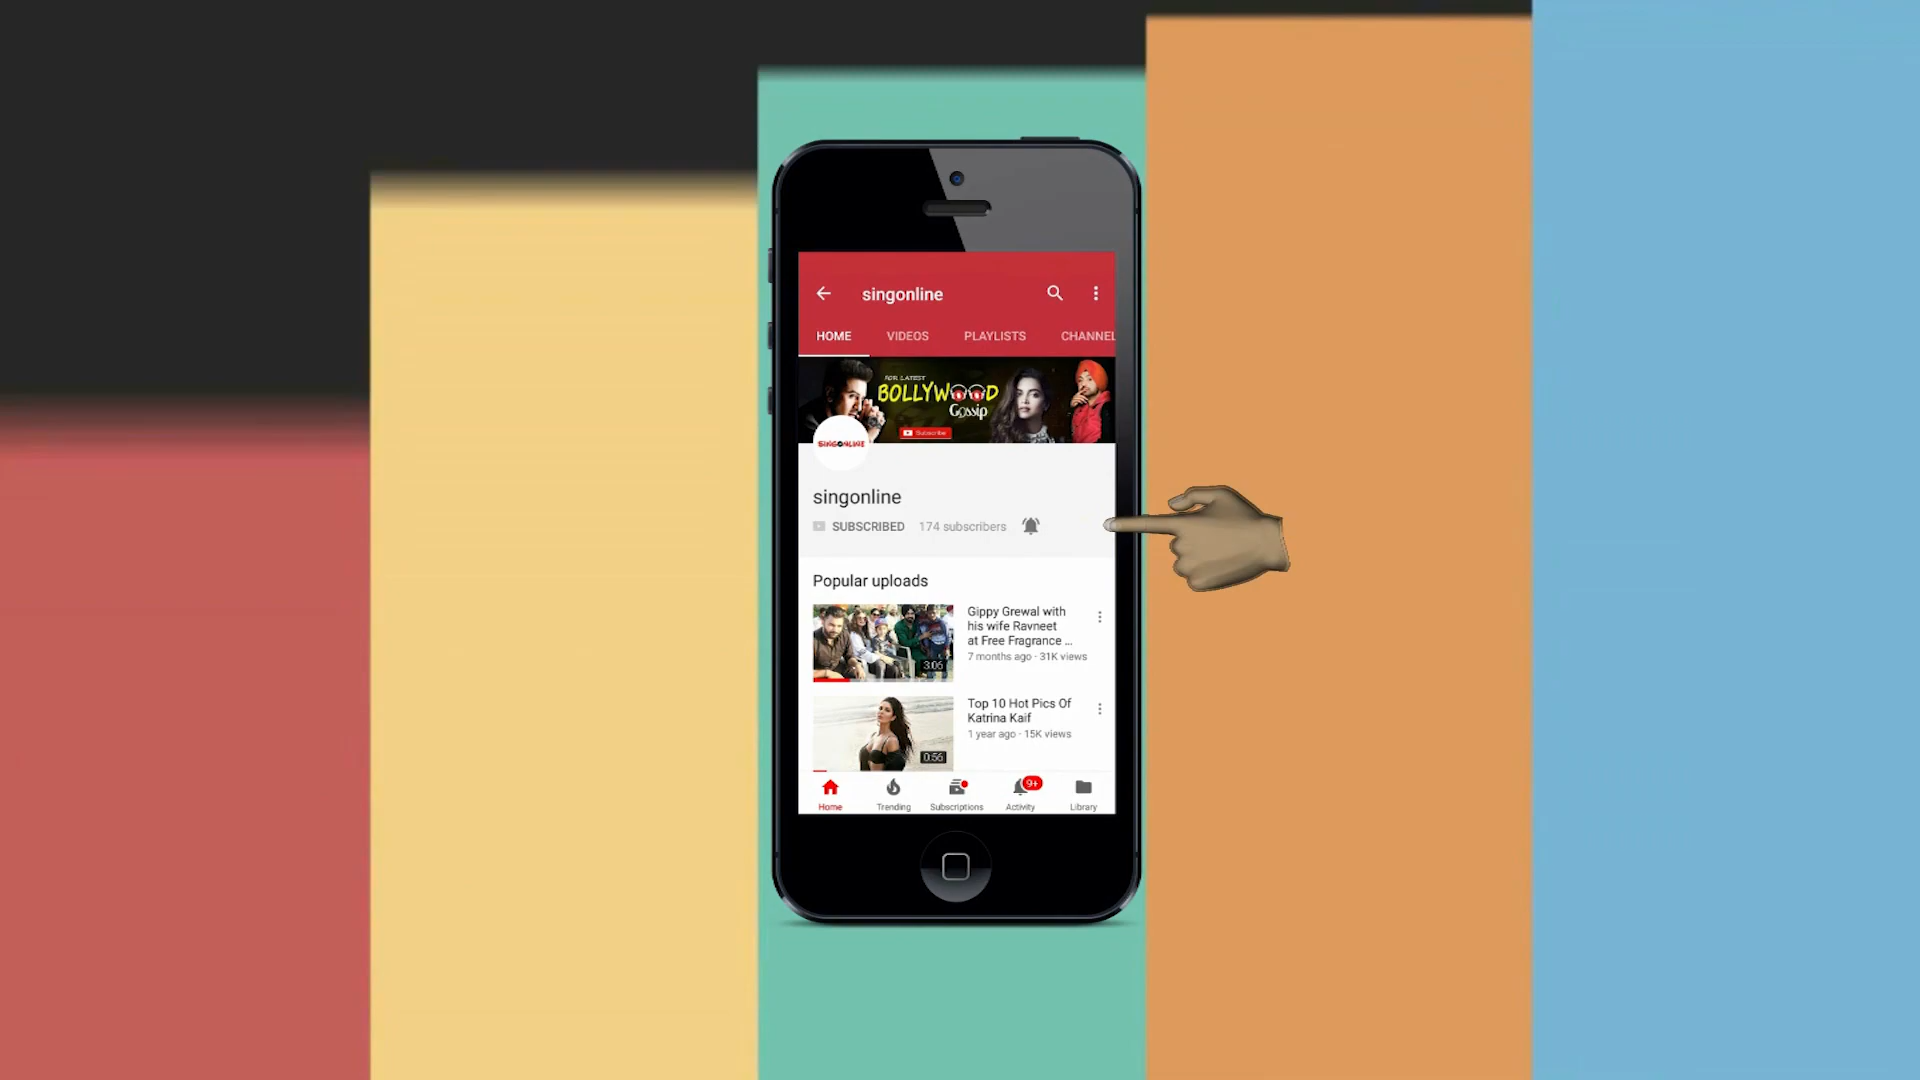 singonline
HOME VIDEOS PLAYLISTS CHANNEL
FOR LATEST
BOLLYWOOD
Gossip
Subscribe
SINGONLINE
singonline
SUBSCRIBED 174 subscribers
Popular uploads
Gippy Grewal with
his wife Ravneet
at Free Fragrance ...
7 months ago · 31K views
3:06
Top 10 Hot Pics Of
Katrina Kaif
1 year ago · 15K views
0:56
9+
Home Trending Subscriptions Activity Library